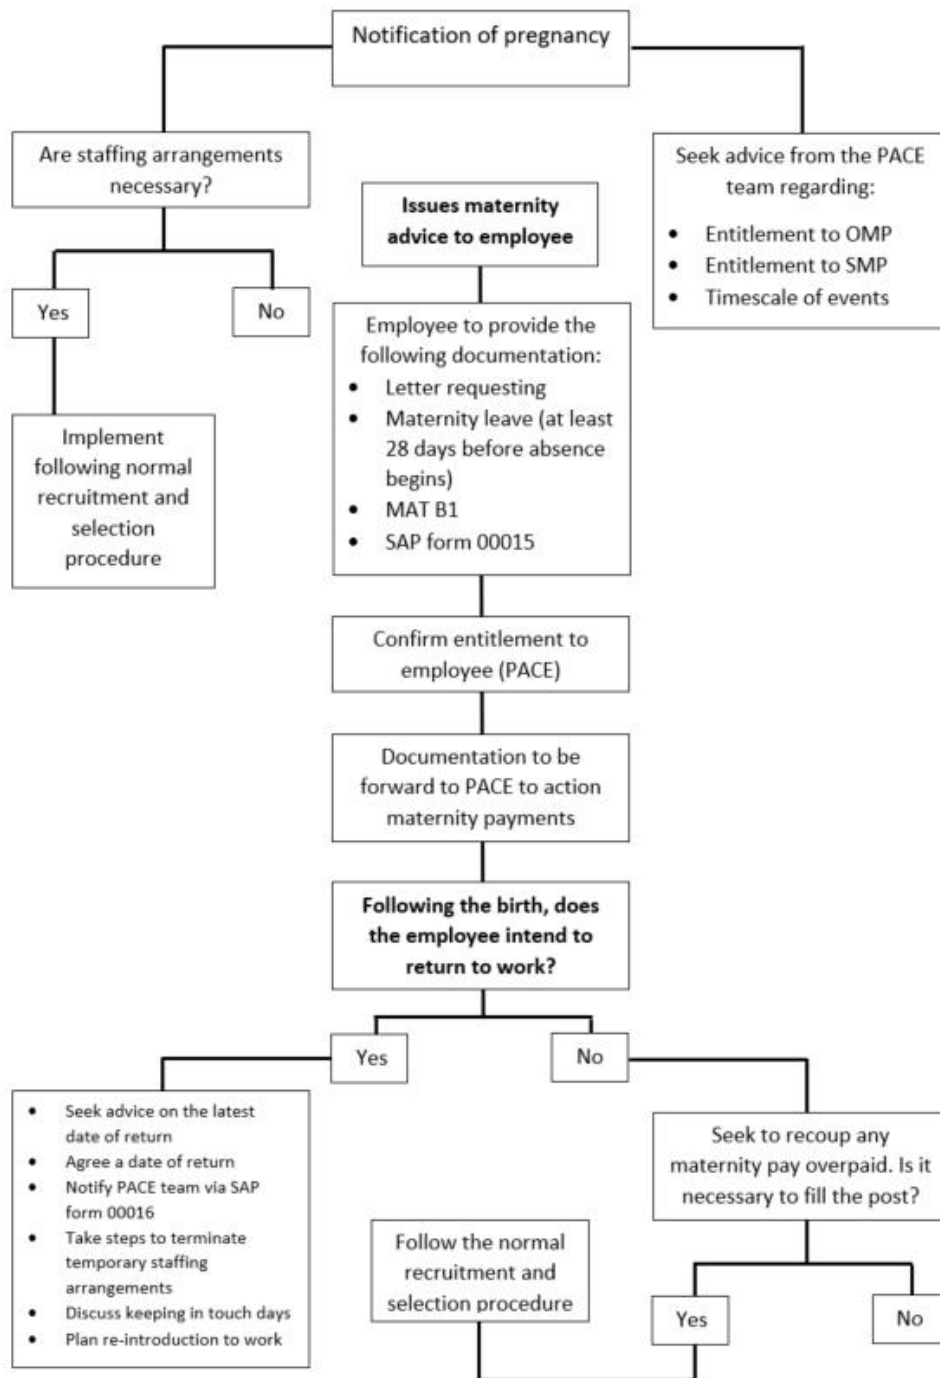 Notification of pregnancy
Are staffing arrangements
necessary?
Seek advice from the PACE
team regarding:
• Entitlement to OMP
• Entitlement to SMP
• Timescale of events
Issues maternity
advice to employee
Yes
No
Employee to provide the
following documentation:
• Letter requesting
• Maternity leave (at least
28 days before absence
begins)
• MAT B1
• SAP form 00015
Implement
following normal
recruitment and
selection
procedure
Confirm entitlement to
employee (PACE)
Documentation to be
forward to PACE to action
maternity payments
Following the birth, does
the employee intend to
return to work?
Yes
No
• Seek advice on the latest
date of return
• Agree a date of return
• Notify PACE team via SAP
form 00016
• Take steps to terminate
temporary staffing
arrangements
• Discuss keeping in touch days
• Plan re-introduction to work
Seek to recoup any
maternity pay overpaid. Is it
necessary to fill the post?
Follow the normal
recruitment and
selection procedure
Yes
No